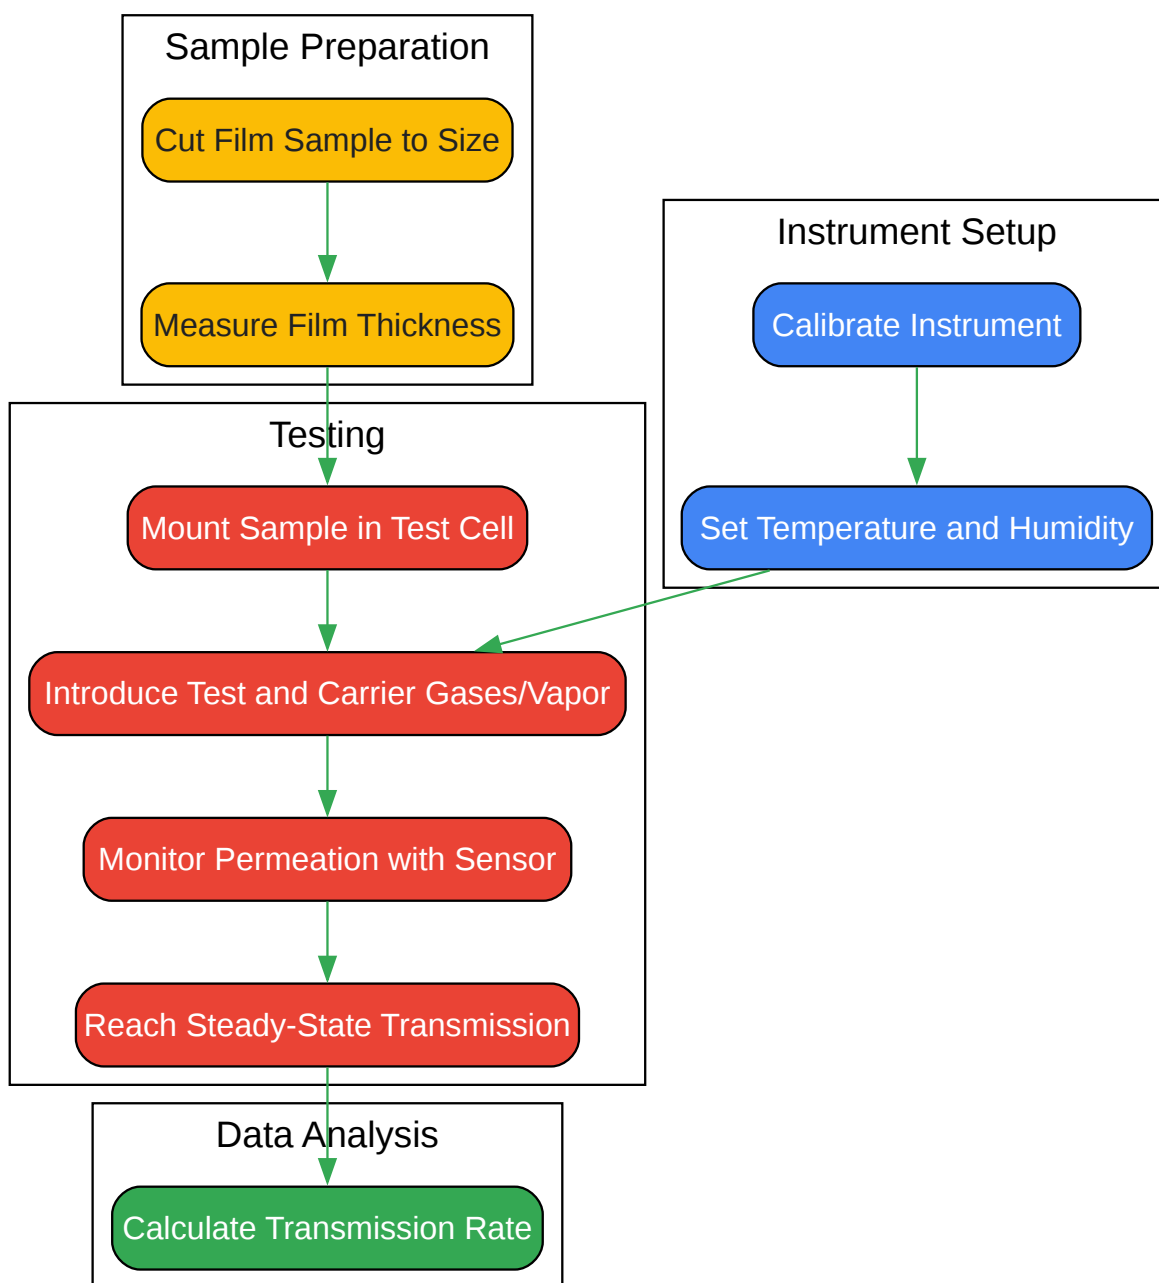 Sample Preparation
Cut Film Sample to Size
Measure Film Thickness
Instrument Setup
Calibrate Instrument
Set Temperature and Humidity
Testing
Mount Sample in Test Cell
Introduce Test and Carrier Gases/Vapor
Monitor Permeation with Sensor
Reach Steady-State Transmission
Data Analysis
Calculate Transmission Rate